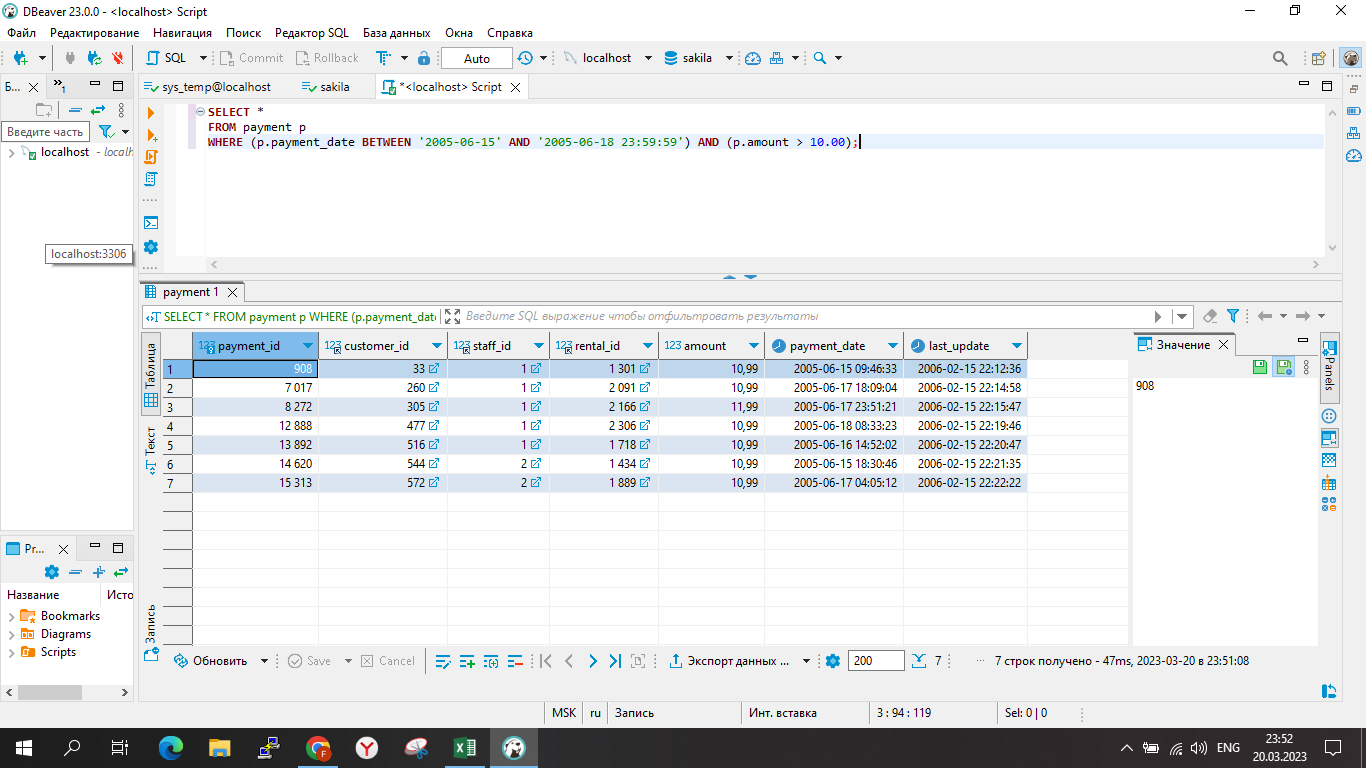 DBeaver 23.0.0 - <localhost> Script
Файл Редактирование Навигация Поиск Редактор SQL База данных Окна Справка
SQL Commit Rollback T Auto localhost sakila
Б... »1 sys_temp@localhost sakila *<localhost> Script
Введите часть
localhost - localh
localhost:3306
SELECT *
FROM payment p
WHERE (p.payment_date BETWEEN '2005-06-15' AND '2005-06-18 23:59:59') AND (p.amount > 10.00);
payment 1
SELECT * FROM payment p WHERE (p.payment_date Введите SQL выражение чтобы отфильтровать результаты
Таблица
Текст
Запись
payment_id customer_id staff_id rental_id amount payment_date last_update
1 908 33 1 1 301 10,99 2005-06-15 09:46:33 2006-02-15 22:12:36
2 7 017 260 1 2 091 10,99 2005-06-17 18:09:04 2006-02-15 22:14:58
3 8 272 305 1 2 166 11,99 2005-06-17 23:51:21 2006-02-15 22:15:47
4 12 888 477 1 2 306 10,99 2005-06-18 08:33:23 2006-02-15 22:19:46
5 13 892 516 1 1 718 10,99 2005-06-16 14:52:02 2006-02-15 22:20:47
6 14 620 544 2 1 434 10,99 2005-06-15 18:30:46 2006-02-15 22:21:35
7 15 313 572 2 1 889 10,99 2005-06-17 04:05:12 2006-02-15 22:22:22
Значение
908
Panels
Pr...
Название Исто
Bookmarks
Diagrams
Scripts
Обновить Save Cancel Экспорт данных ... 200 7 ... 7 строк получено - 47ms, 2023-03-20 в 23:51:08
MSK ru Запись Инт. вставка 3 : 94 : 119 Sel: 0 | 0
ENG 23:52
20.03.2023